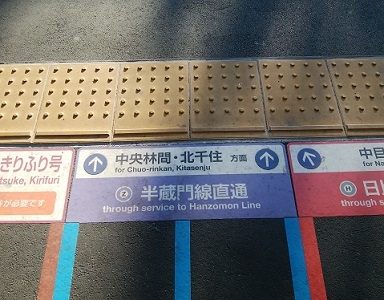 きりふり号
tsuke, Kirifuri
が必要です
中央林間・北千住 方面
for Chuo-rinkan, Kitasenju
Z 半蔵門線直通
through service to Hanzomon Line
中目
for Na
H 日
through s